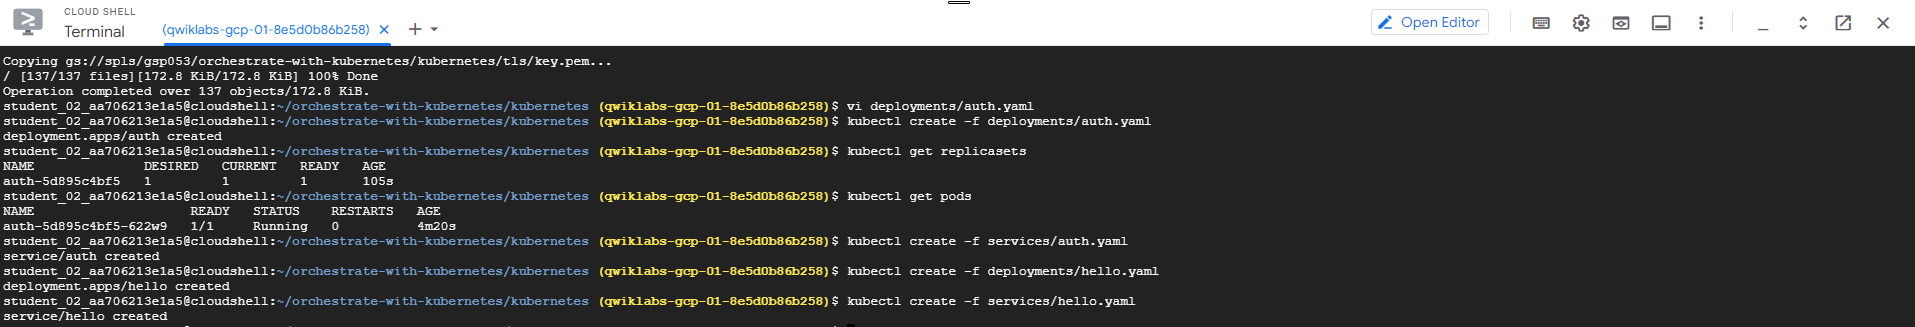 CLOUD SHELL
Terminal
(qwiklabs-gcp-01-8e5d0b86b258)
Open Editor
Copying gs://spls/gsp053/orchestrate-with-kubernetes/kubernetes/tls/key.pem...
/ [137/137 files][172.8 KiB/172.8 KiB] 100% Done
Operation completed over 137 objects/172.8 KiB.
student_02_aa706213e1a5@cloudshell:~/orchestrate-with-kubernetes/kubernetes (qwiklabs-gcp-01-8e5d0b86b258)$ vi deployments/auth.yaml
student_02_aa706213e1a5@cloudshell:~/orchestrate-with-kubernetes/kubernetes (qwiklabs-gcp-01-8e5d0b86b258)$ kubectl create -f deployments/auth.yaml
deployment.apps/auth created
student_02_aa706213e1a5@cloudshell:~/orchestrate-with-kubernetes/kubernetes (qwiklabs-gcp-01-8e5d0b86b258)$ kubectl get replicasets
NAME DESIRED CURRENT READY AGE
auth-5d895c4bf5 1 1 1 105s
student_02_aa706213e1a5@cloudshell:~/orchestrate-with-kubernetes/kubernetes (qwiklabs-gcp-01-8e5d0b86b258)$ kubectl get pods
NAME READY STATUS RESTARTS AGE
auth-5d895c4bf5-622w9 1/1 Running 0 4m20s
student_02_aa706213e1a5@cloudshell:~/orchestrate-with-kubernetes/kubernetes (qwiklabs-gcp-01-8e5d0b86b258)$ kubectl create -f services/auth.yaml
service/auth created
student_02_aa706213e1a5@cloudshell:~/orchestrate-with-kubernetes/kubernetes (qwiklabs-gcp-01-8e5d0b86b258)$ kubectl create -f deployments/hello.yaml
deployment.apps/hello created
student_02_aa706213e1a5@cloudshell:~/orchestrate-with-kubernetes/kubernetes (qwiklabs-gcp-01-8e5d0b86b258)$ kubectl create -f services/hello.yaml
service/hello created